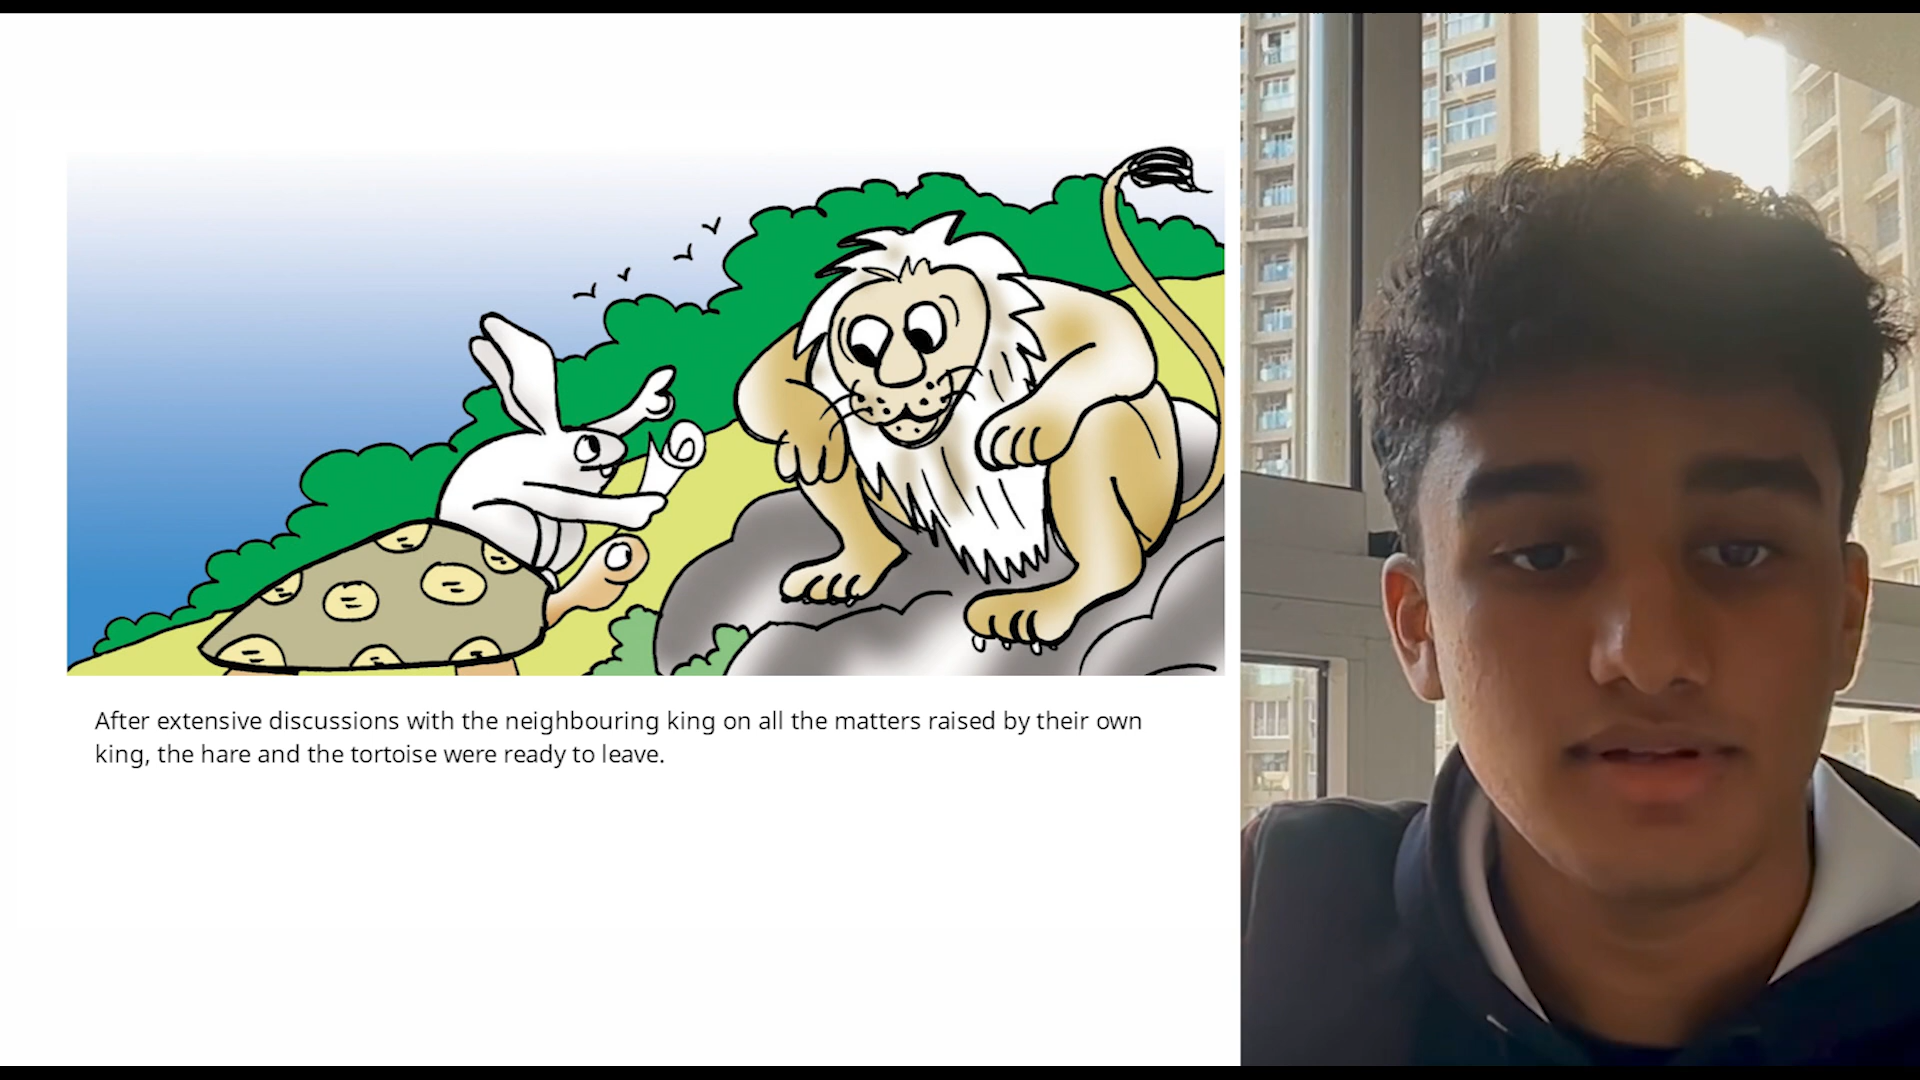 After extensive discussions with the neighbouring king on all the matters raised by their own
king, the hare and the tortoise were ready to leave.